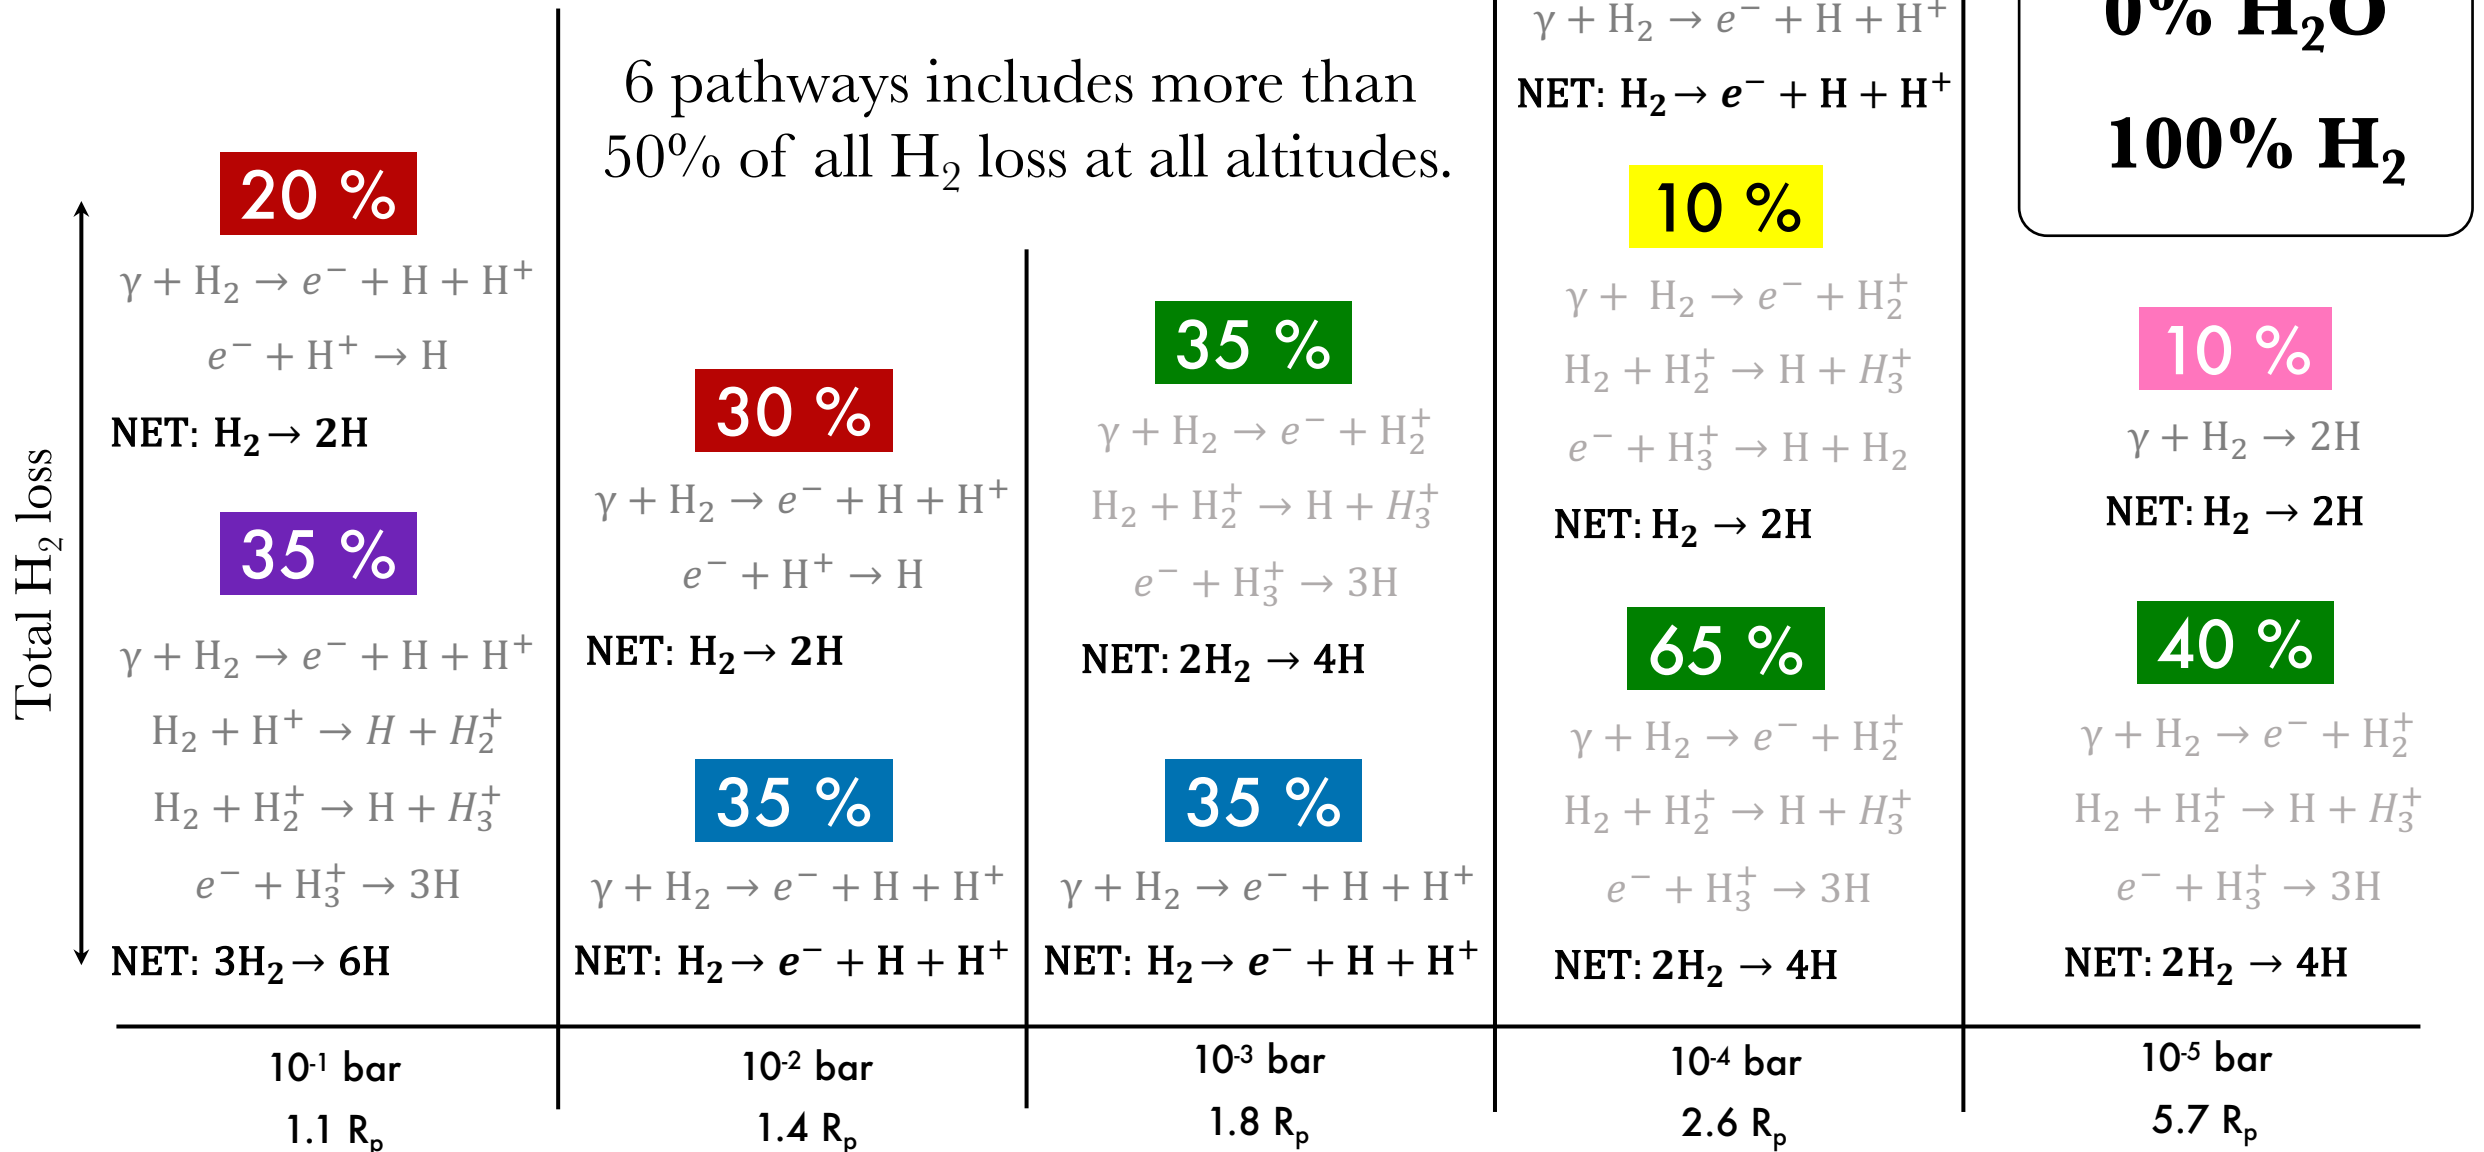 Total H₂ loss
20 %
γ + H₂ → e⁻ + H + H⁺
e⁻ + H⁺ → H
NET: H₂ → 2H
35 %
γ + H₂ → e⁻ + H + H⁺
H₂ + H⁺ → H + H₂⁺
H₂ + H₂⁺ → H + H₃⁺
e⁻ + H₃⁺ → 3H
NET: 3H₂ → 6H
10⁻¹ bar
1.1 Rₚ
6 pathways includes more than
50% of all H₂ loss at all altitudes.
30 %
γ + H₂ → e⁻ + H + H⁺
e⁻ + H⁺ → H
NET: H₂ → 2H
35 %
γ + H₂ → e⁻ + H + H⁺
NET: H₂ → e⁻ + H + H⁺
10⁻² bar
1.4 Rₚ
35 %
γ + H₂ → e⁻ + H₂⁺
H₂ + H₂⁺ → H + H₃⁺
e⁻ + H₃⁺ → 3H
NET: 2H₂ → 4H
35 %
γ + H₂ → e⁻ + H + H⁺
NET: H₂ → e⁻ + H + H⁺
10⁻³ bar
1.8 Rₚ
γ + H₂ → e⁻ + H + H⁺
NET: H₂ → e⁻ + H + H⁺
10 %
γ + H₂ → e⁻ + H₂⁺
H₂ + H₂⁺ → H + H₃⁺
e⁻ + H₃⁺ → H + H₂
NET: H₂ → 2H
65 %
γ + H₂ → e⁻ + H₂⁺
H₂ + H₂⁺ → H + H₃⁺
e⁻ + H₃⁺ → 3H
NET: 2H₂ → 4H
10⁻⁴ bar
2.6 Rₚ
0% H₂O
100% H₂
10 %
γ + H₂ → 2H
NET: H₂ → 2H
40 %
γ + H₂ → e⁻ + H₂⁺
H₂ + H₂⁺ → H + H₃⁺
e⁻ + H₃⁺ → 3H
NET: 2H₂ → 4H
10⁻⁵ bar
5.7 Rₚ